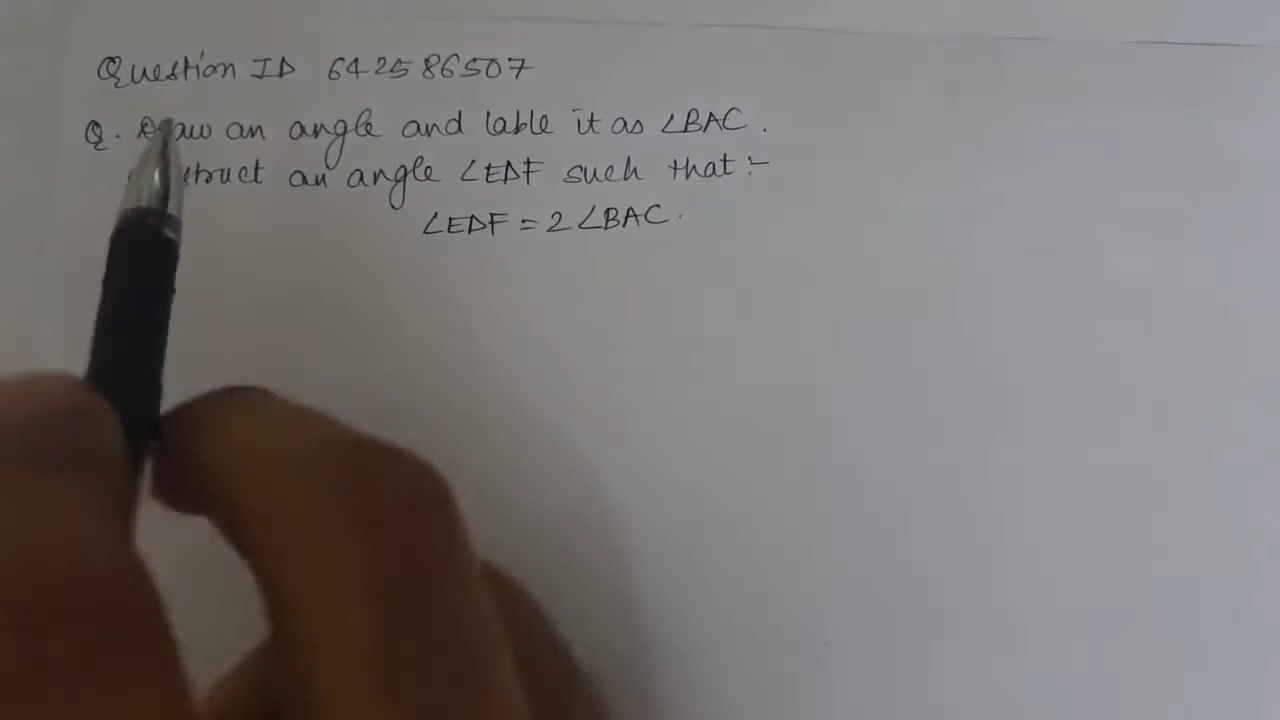 Question ID 642586507
Q. Draw an angle and lable it as ∠BAC.
struct an angle ∠EDF such that :-
∠EDF = 2 ∠BAC.